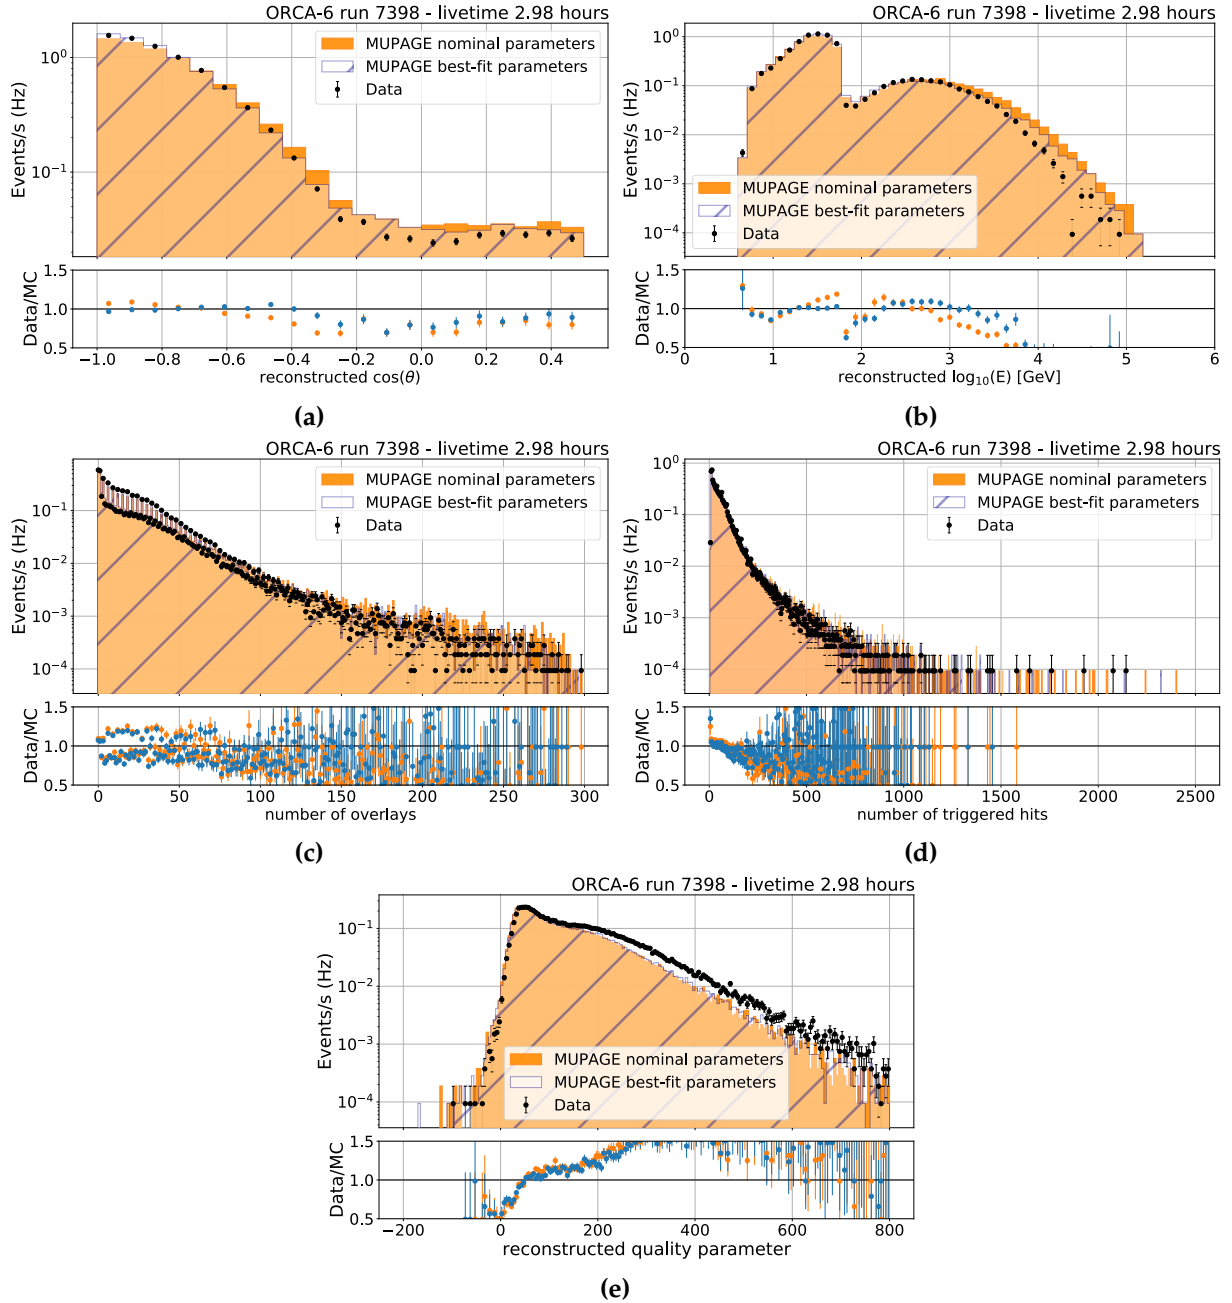 ORCA-6 run 7398 - livetime 2.98 hours
MUPAGE nominal parameters
MUPAGE best-fit parameters
Data
Events/s (Hz)
10⁰
10⁻¹
Data/MC
1.5
1.0
0.5
−1.0 −0.8 −0.6 −0.4 −0.2 0.0 0.2 0.4
reconstructed cos(θ)
(a)
ORCA-6 run 7398 - livetime 2.98 hours
Events/s (Hz)
10⁰
10⁻¹
10⁻²
10⁻³
10⁻⁴
MUPAGE nominal parameters
MUPAGE best-fit parameters
Data
Data/MC
1.5
1.0
0.5
0 1 2 3 4 5 6
reconstructed log₁₀(E) [GeV]
(b)
ORCA-6 run 7398 - livetime 2.98 hours
MUPAGE nominal parameters
MUPAGE best-fit parameters
Data
Events/s (Hz)
10⁻¹
10⁻²
10⁻³
10⁻⁴
Data/MC
1.5
1.0
0.5
0 50 100 150 200 250 300
number of overlays
(c)
ORCA-6 run 7398 - livetime 2.98 hours
MUPAGE nominal parameters
MUPAGE best-fit parameters
Data
Events/s (Hz)
10⁰
10⁻¹
10⁻²
10⁻³
10⁻⁴
Data/MC
1.5
1.0
0.5
0 500 1000 1500 2000 2500
number of triggered hits
(d)
ORCA-6 run 7398 - livetime 2.98 hours
Events/s (Hz)
10⁻¹
10⁻²
10⁻³
10⁻⁴
MUPAGE nominal parameters
MUPAGE best-fit parameters
Data
Data/MC
1.5
1.0
0.5
−200 0 200 400 600 800
reconstructed quality parameter
(e)